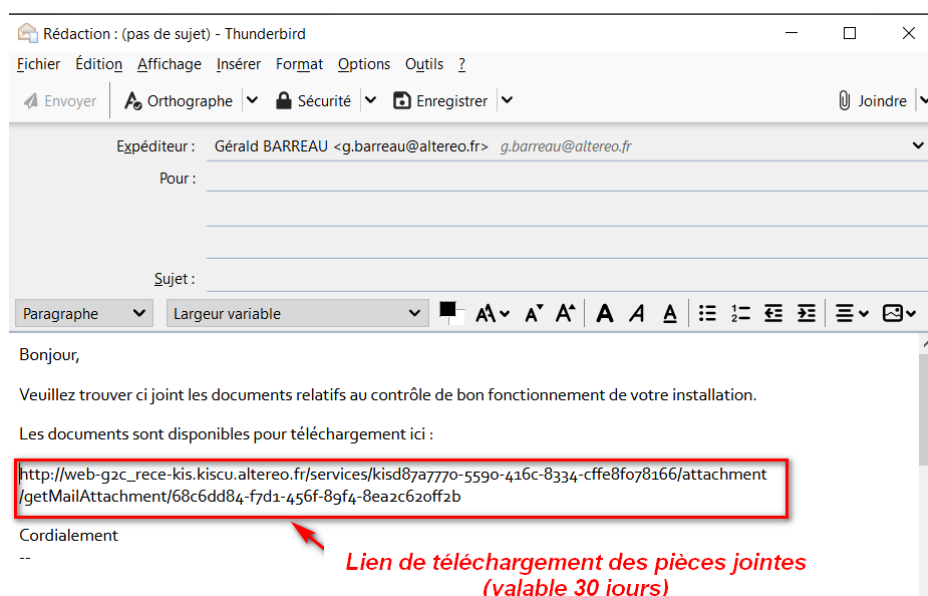 Rédaction : (pas de sujet) - Thunderbird
Fichier Édition Affichage Insérer Format Options Outils ?
Envoyer Orthographe Sécurité Enregistrer Joindre
Expéditeur : Gérald BARREAU <g.barreau@altereo.fr> g.barreau@altereo.fr
Pour :
Sujet :
Paragraphe Largeur variable
Bonjour,
Veuillez trouver ci joint les documents relatifs au contrôle de bon fonctionnement de votre installation.
Les documents sont disponibles pour téléchargement ici :
http://web-g2c_rece-kis.kiscu.altereo.fr/services/kisd87a7770-5590-416c-8334-cffe8f078166/attachment
/getMailAttachment/68c6dd84-f7d1-456f-89f4-8ea2c620ff2b
Cordialement
--
Lien de téléchargement des pièces jointes
(valable 30 jours)